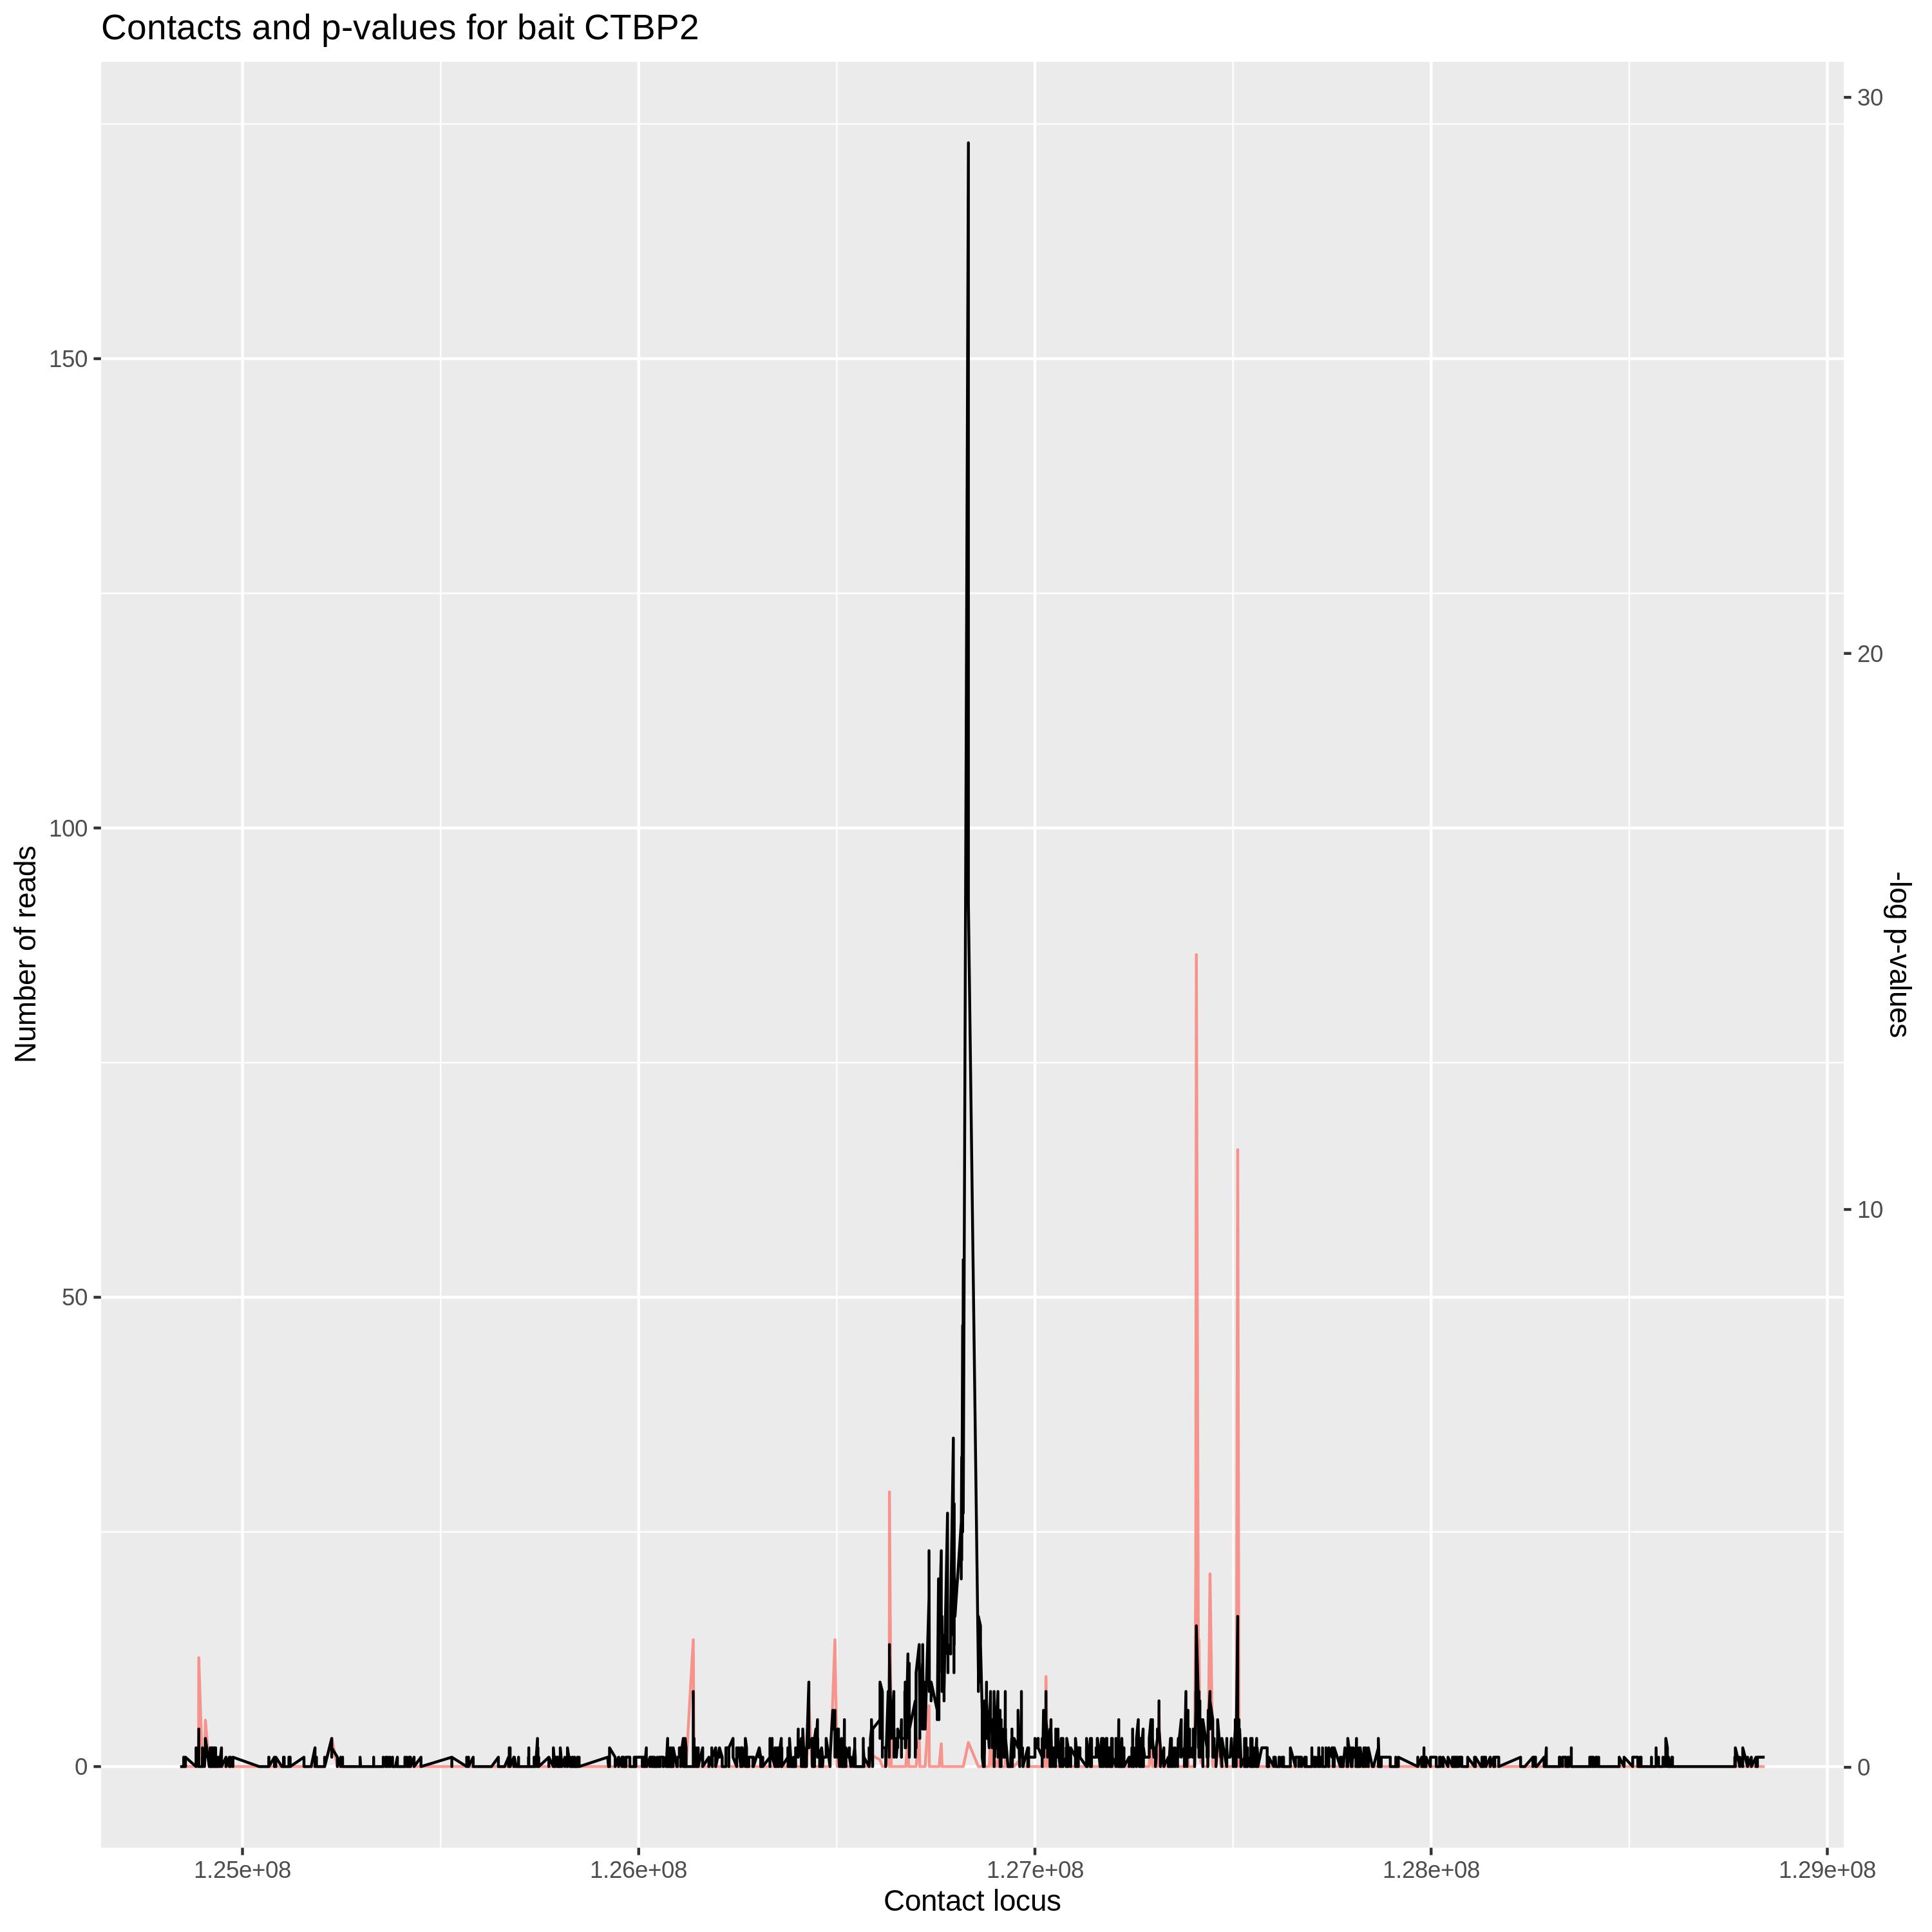 Contacts and p-values for bait CTBP2
30
150
20
100
Number of reads
-log p-values
10
50
0
0
1.25e+08
1.26e+08
1.27e+08
1.28e+08
1.29e+08
Contact locus